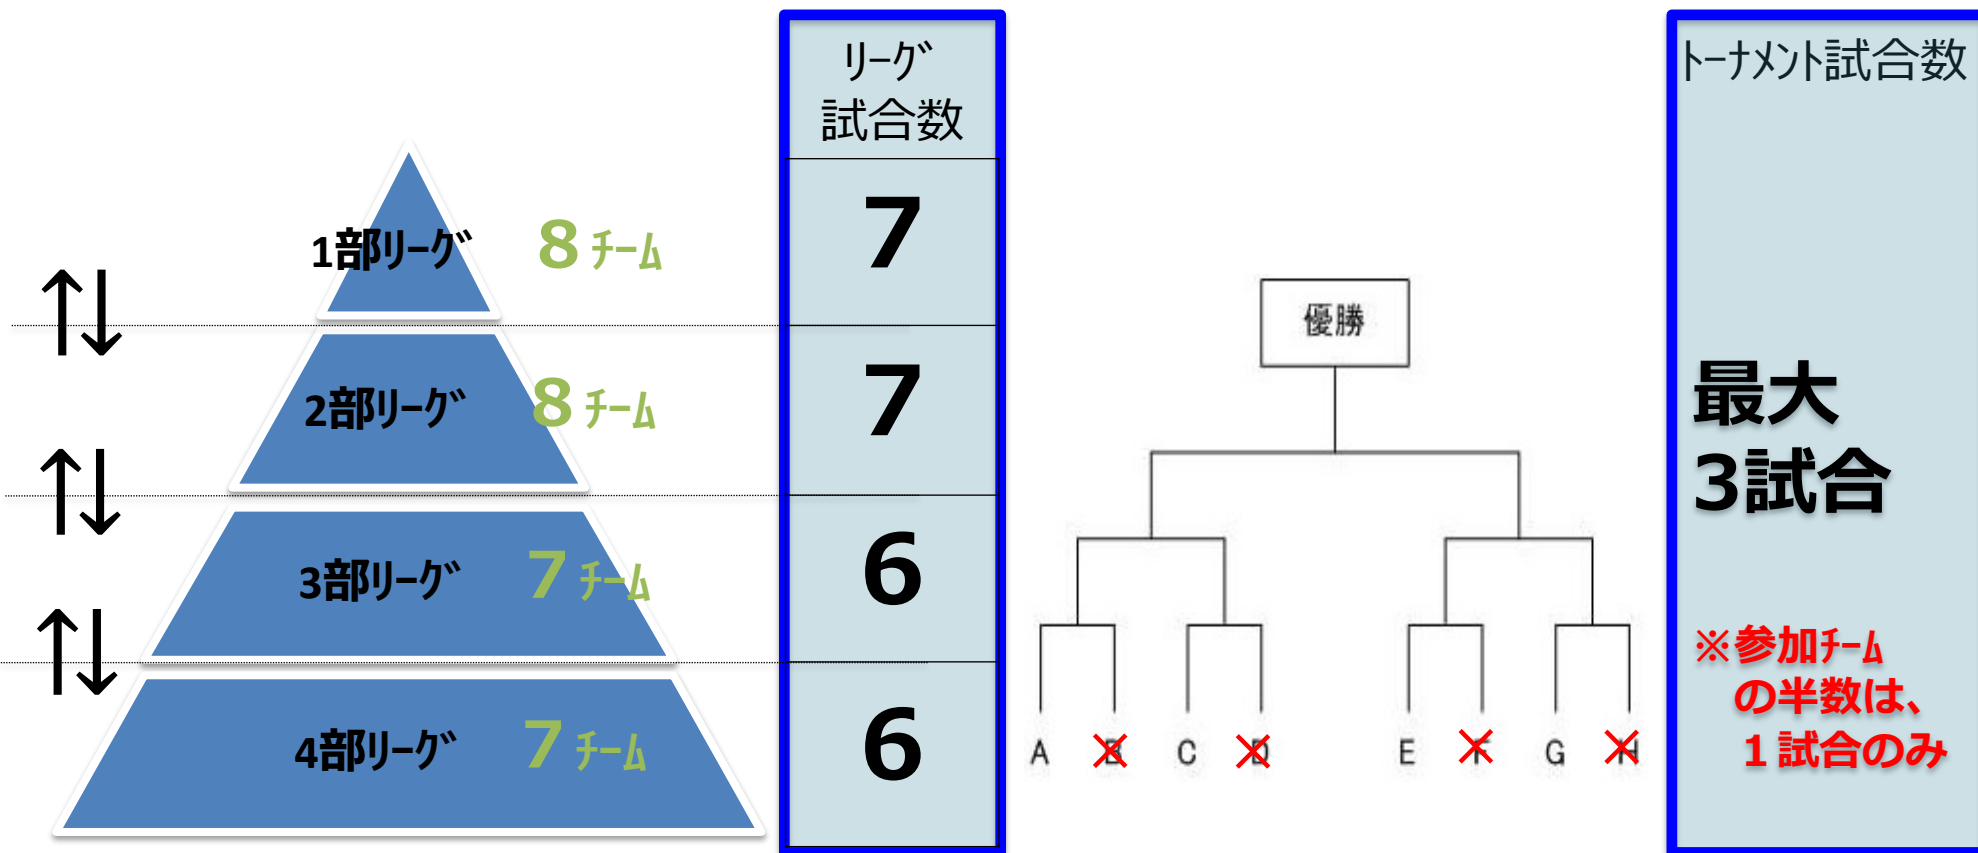 ﾘｰｸﾞ
試合数
1部ﾘｰｸﾞ
8 ﾁｰﾑ
7
2部ﾘｰｸﾞ
8 ﾁｰﾑ
7
3部ﾘｰｸﾞ
7 ﾁｰﾑ
6
4部ﾘｰｸﾞ
7 ﾁｰﾑ
6
優勝
A B C D E F G H
ﾄｰﾅﾒﾝﾄ試合数
最大
3試合
※参加ﾁｰﾑ
の半数は、
１試合のみ